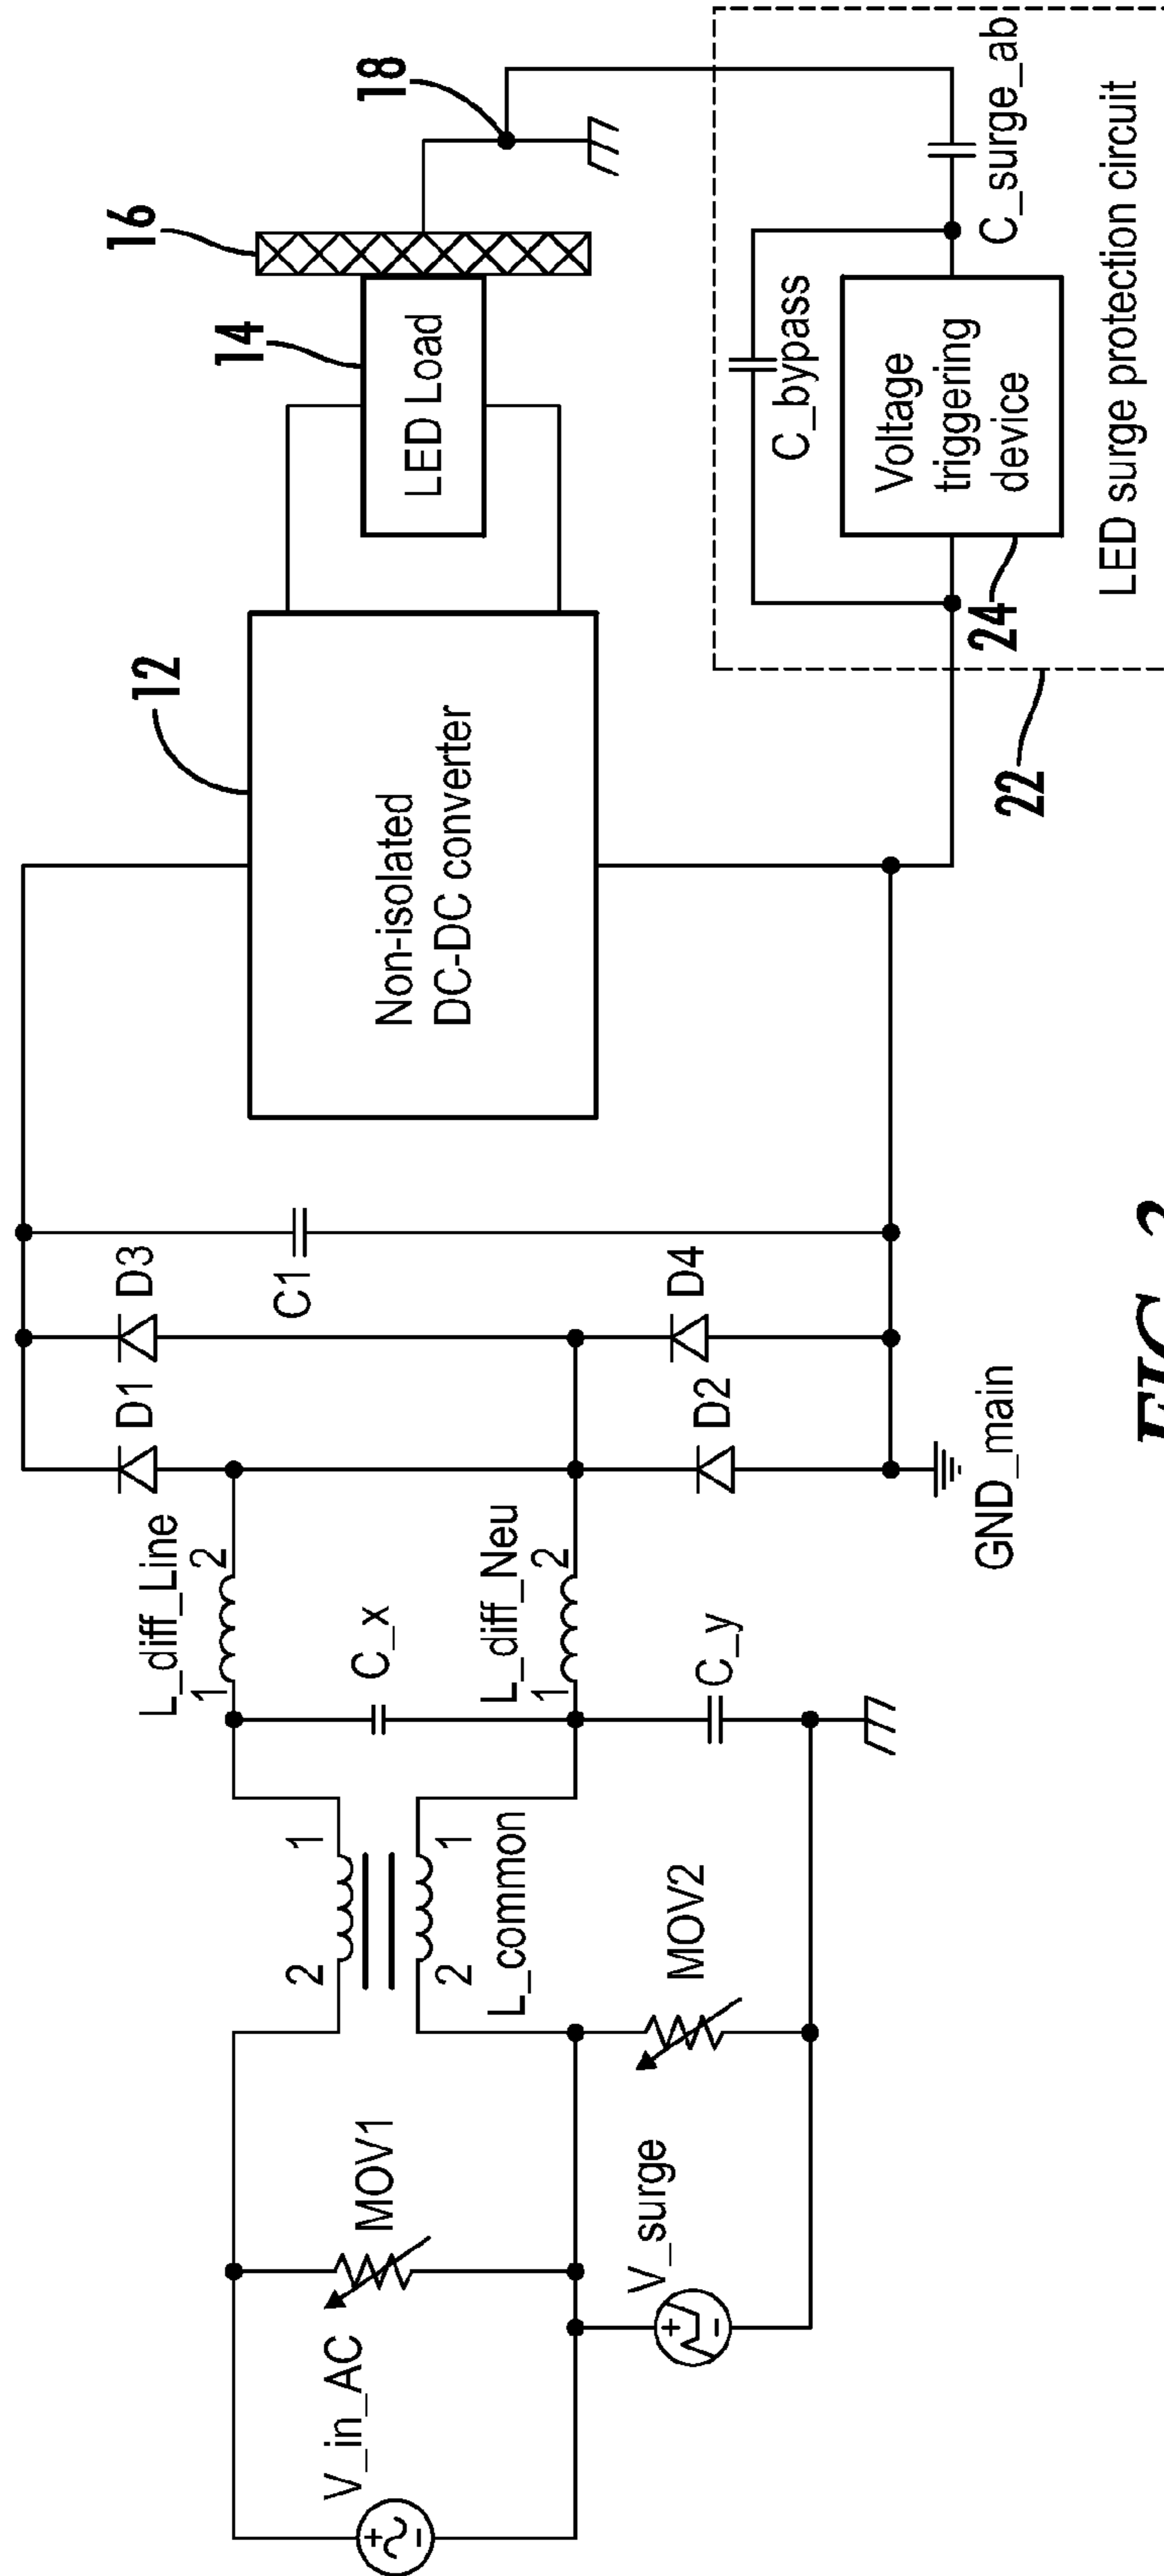 V_in_AC
+
-
MOV1
V_surge
+
-
MOV2
2
1
2
1
L_common
L_diff_Line
1
2
C_x
L_diff_Neu
1
2
C_y
D1
D3
D2
D4
C1
GND_main
12
Non-isolated
DC-DC converter
14
LED Load
16
18
C_bypass
Voltage
triggering
device
24
C_surge_ab
22
LED surge protection circuit